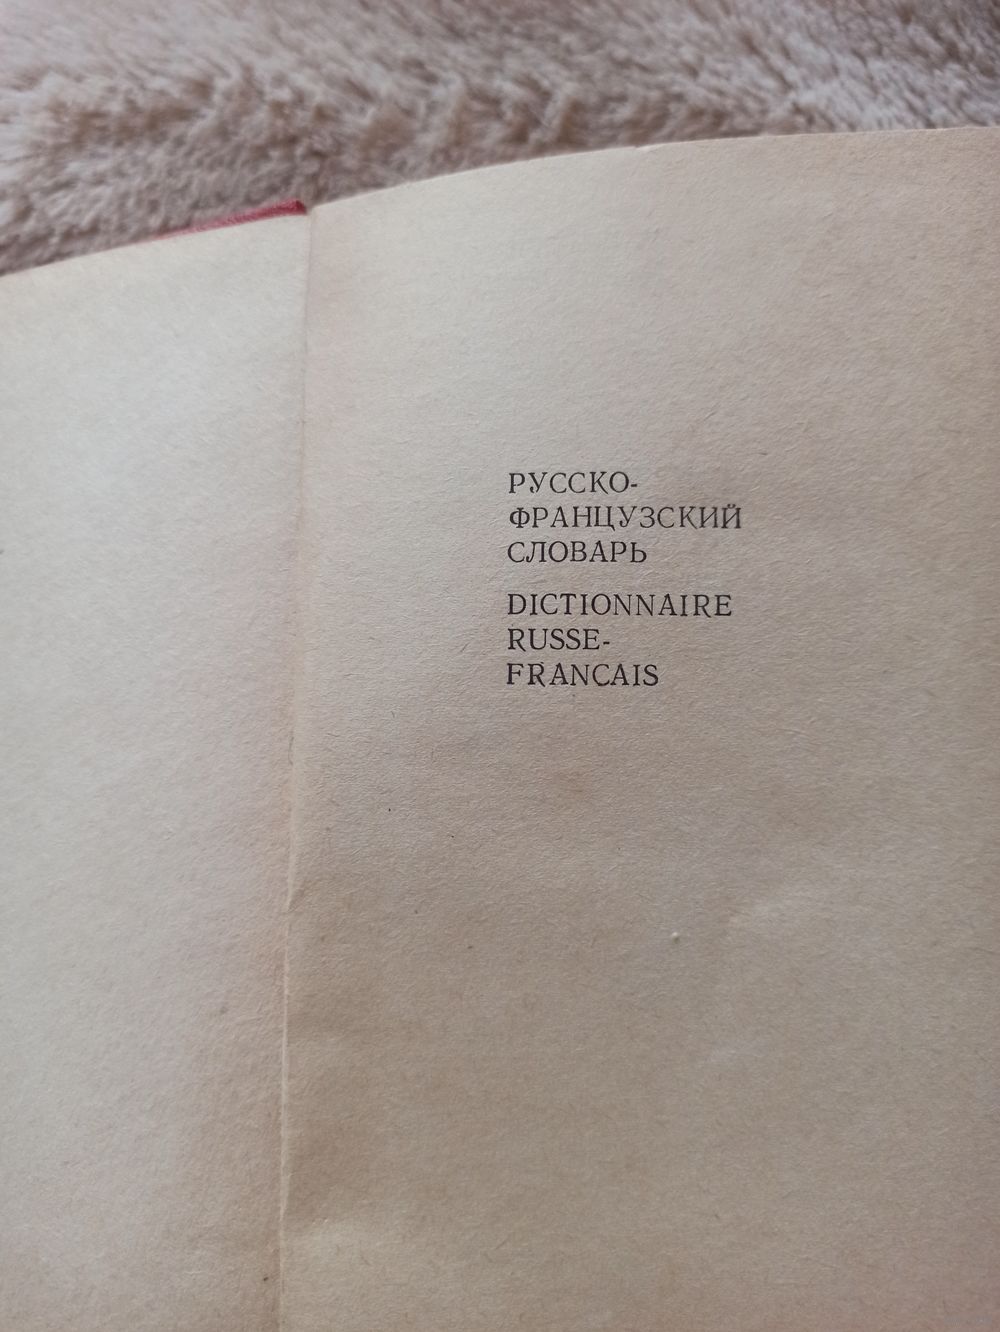 РУССКО-
ФРАНЦУЗСКИЙ
СЛОВАРЬ
DICTIONNAIRE
RUSSE-
FRANCAIS